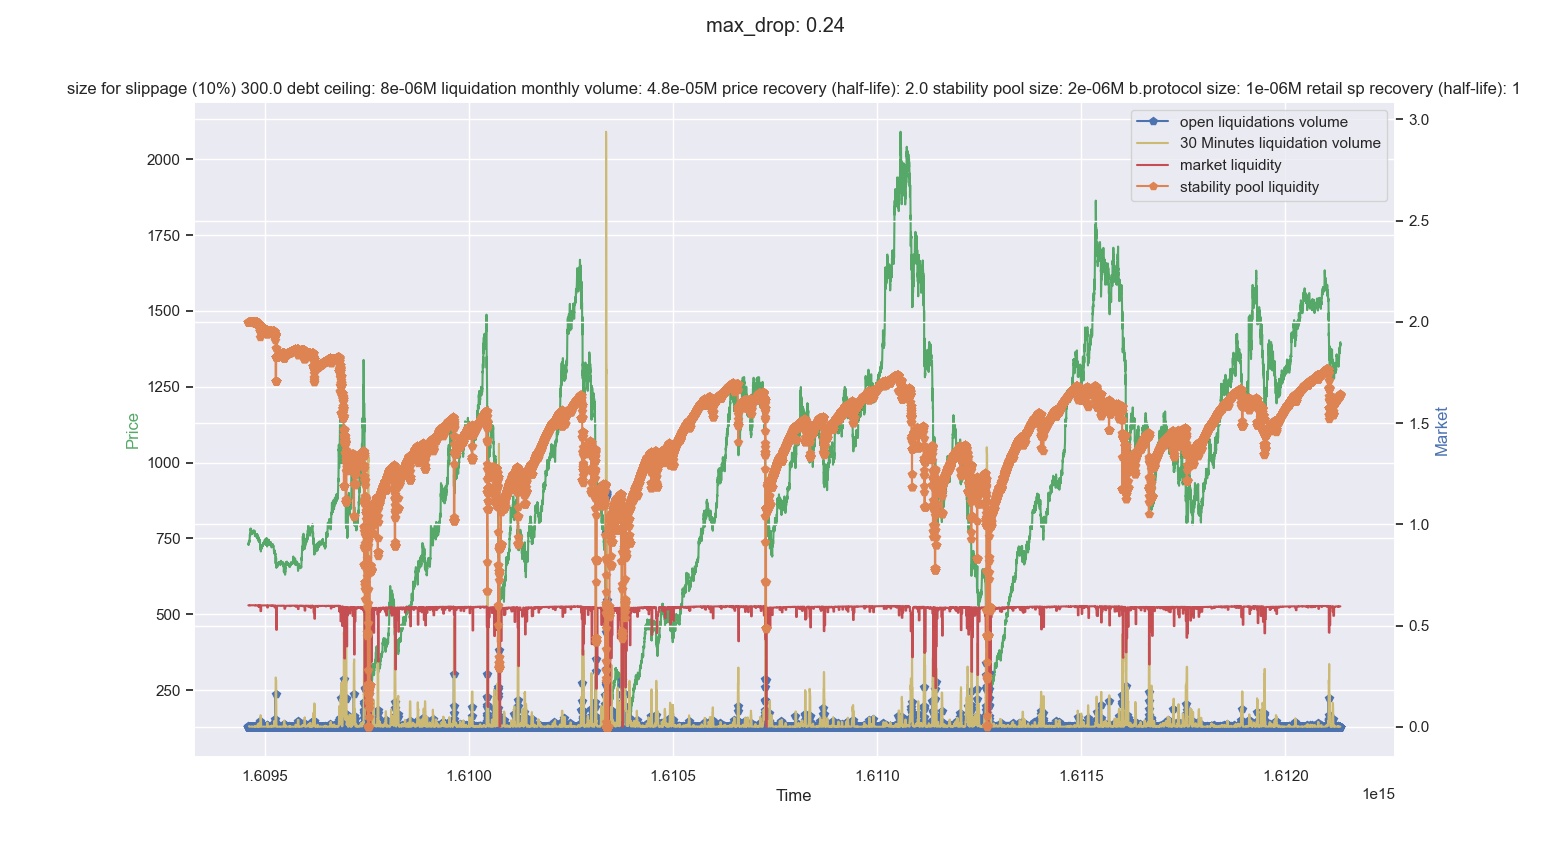 max_drop: 0.24
size for slippage (10%) 300.0 debt ceiling: 8e-06M liquidation monthly volume: 4.8e-05M price recovery (half-life): 2.0 stability pool size: 2e-06M b.protocol size: 1e-06M retail sp recovery (half-life): 1
open liquidations volume
30 Minutes liquidation volume
market liquidity
stability pool liquidity
2000
1750
1500
1250
1000
750
500
250
Price
3.0
2.5
2.0
1.5
1.0
0.5
0.0
Market
1.6095
1.6100
1.6105
1.6110
1.6115
1.6120
1e15
Time